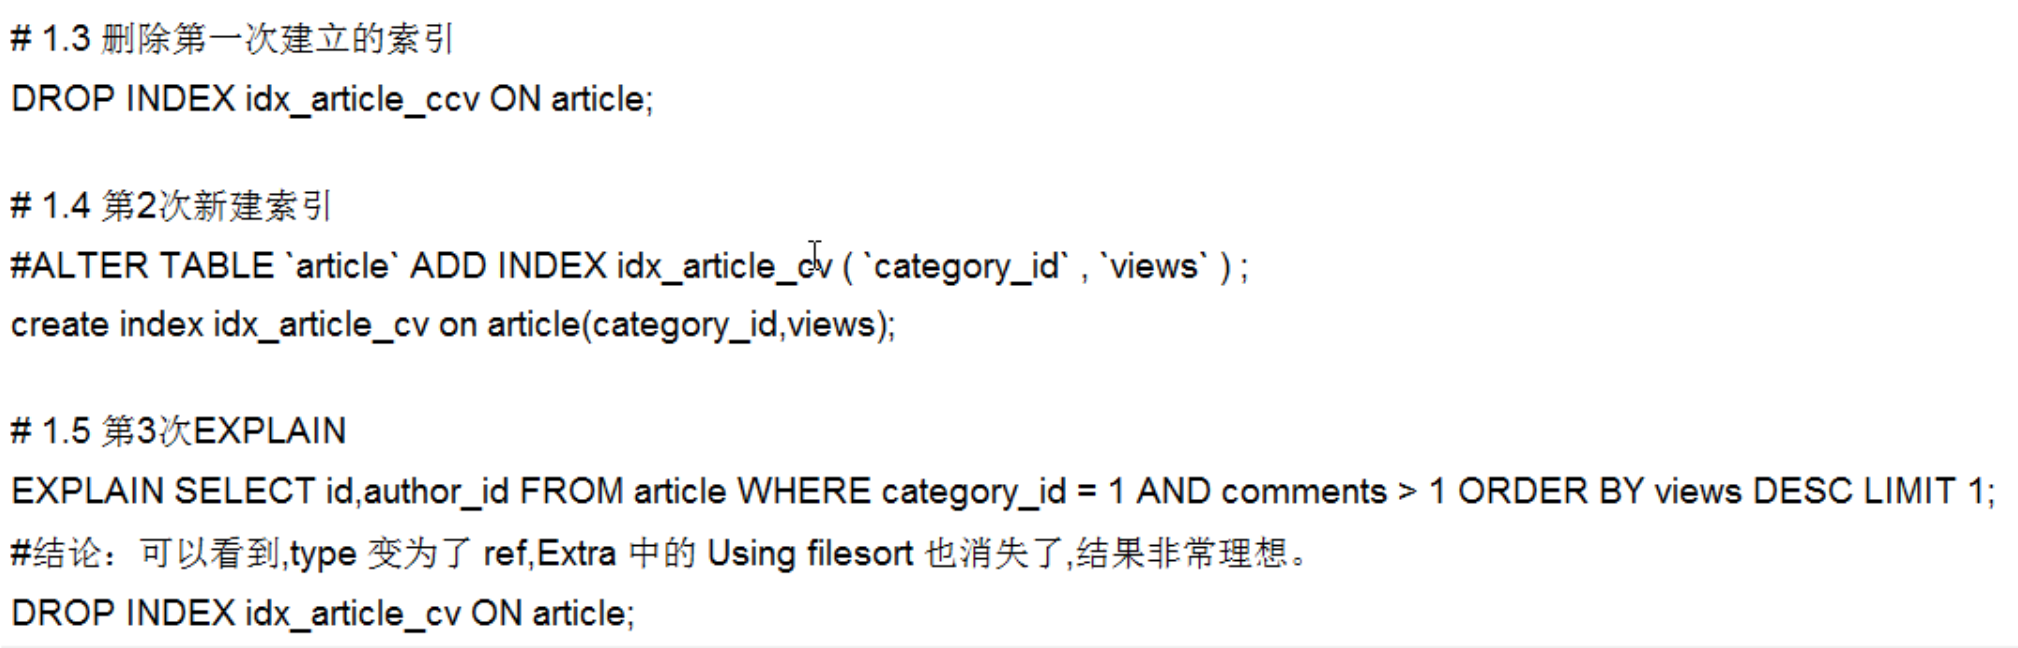 # 1.3 删除第一次建立的索引
DROP INDEX idx_article_ccv ON article;
# 1.4 第2次新建索引
#ALTER TABLE `article` ADD INDEX idx_article_cv ( `category_id` , `views` ) ;
create index idx_article_cv on article(category_id,views);
# 1.5 第3次EXPLAIN
EXPLAIN SELECT id,author_id FROM article WHERE category_id = 1 AND comments > 1 ORDER BY views DESC LIMIT 1;
#结论：可以看到,type 变为了 ref,Extra 中的 Using filesort 也消失了,结果非常理想。
DROP INDEX idx_article_cv ON article;